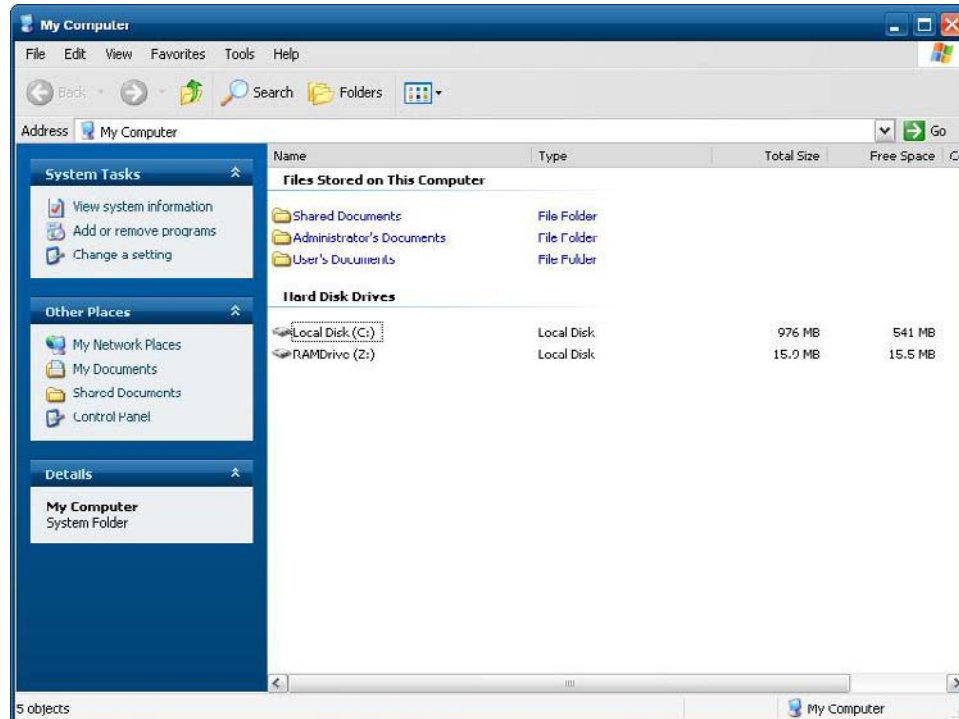 My Computer
File Edit View Favorites Tools Help
Back Search Folders
Address My Computer Go
System Tasks
View system information
Add or remove programs
Change a setting
Other Places
My Network Places
My Documents
Shared Documents
Control Panel
Details
My Computer
System Folder
Name Type Total Size Free Space
Files Stored on This Computer
Shared Documents File Folder
Administrator's Documents File Folder
User's Documents File Folder
Hard Disk Drives
Local Disk (C:) Local Disk 976 MB 541 MB
RAMDrive (Z:) Local Disk 15.9 MB 15.5 MB
5 objects My Computer